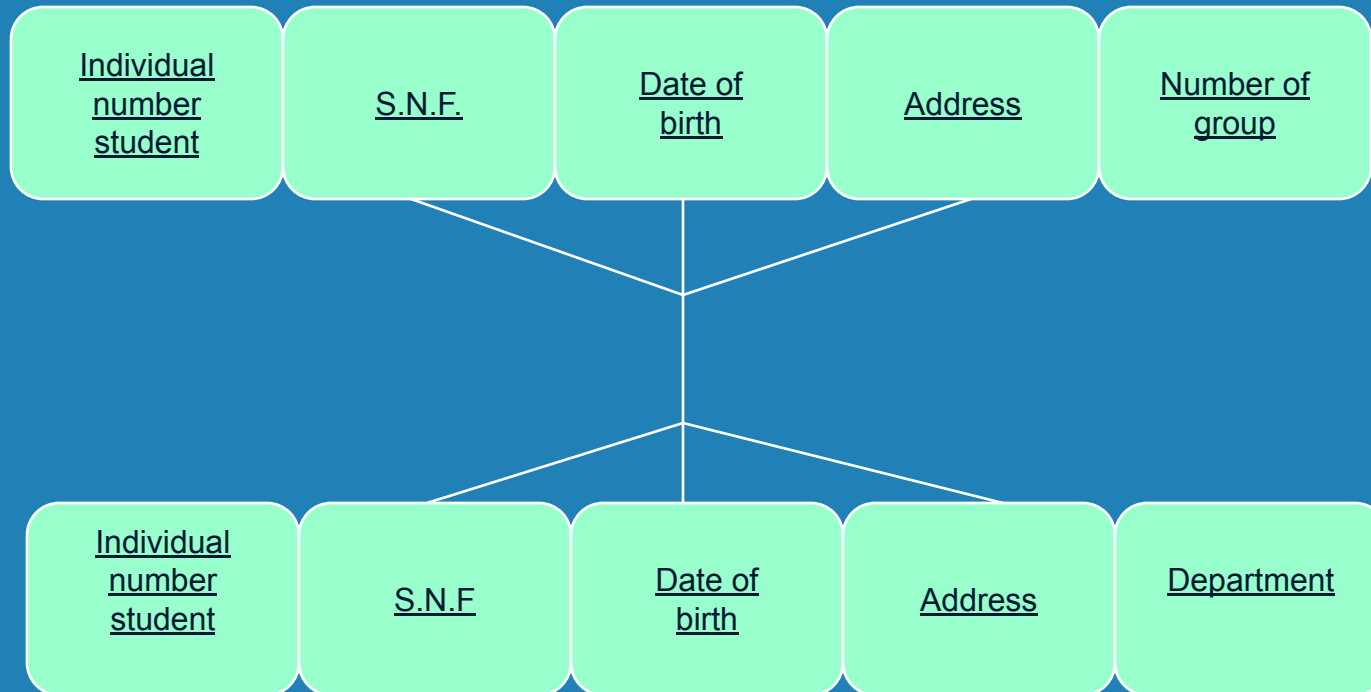 Individual
number
student
S.N.F.
Date of
birth
Address
Number of
group
Individual
number
student
S.N.F
Date of
birth
Address
Department